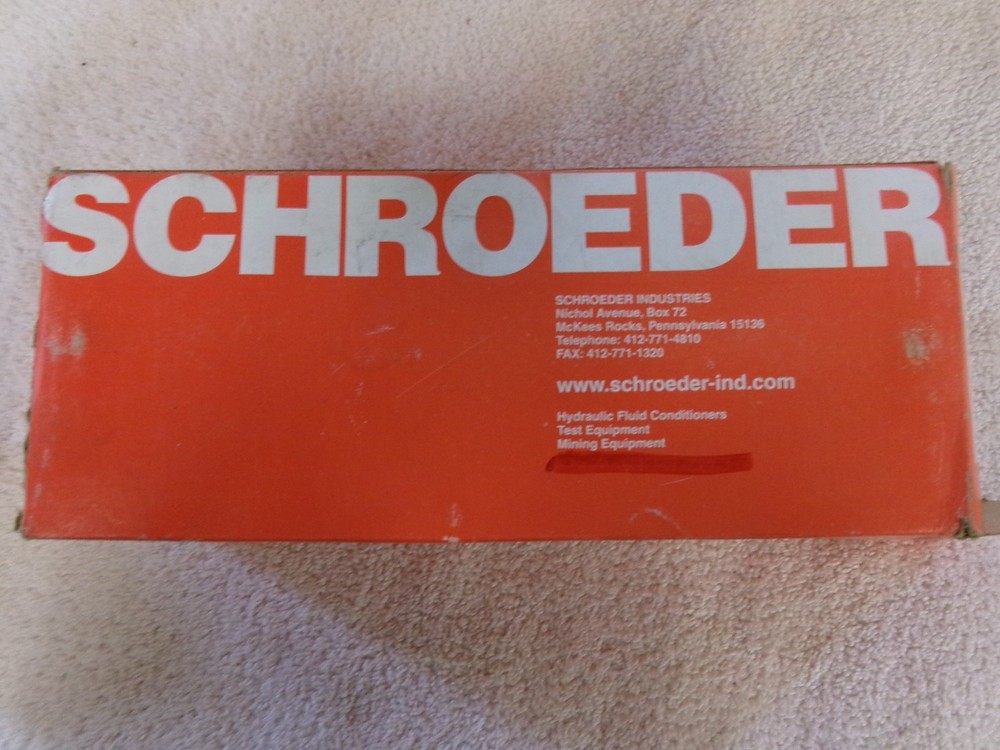 SCHROEDER
SCHROEDER INDUSTRIES
Nichol Avenue, Box 72
McKees Rocks, Pennsylvania 15136
Telephone: 412-771-4810
FAX: 412-771-1320
www.schroeder-ind.com
Hydraulic Fluid Conditioners
Test Equipment
Mining Equipment